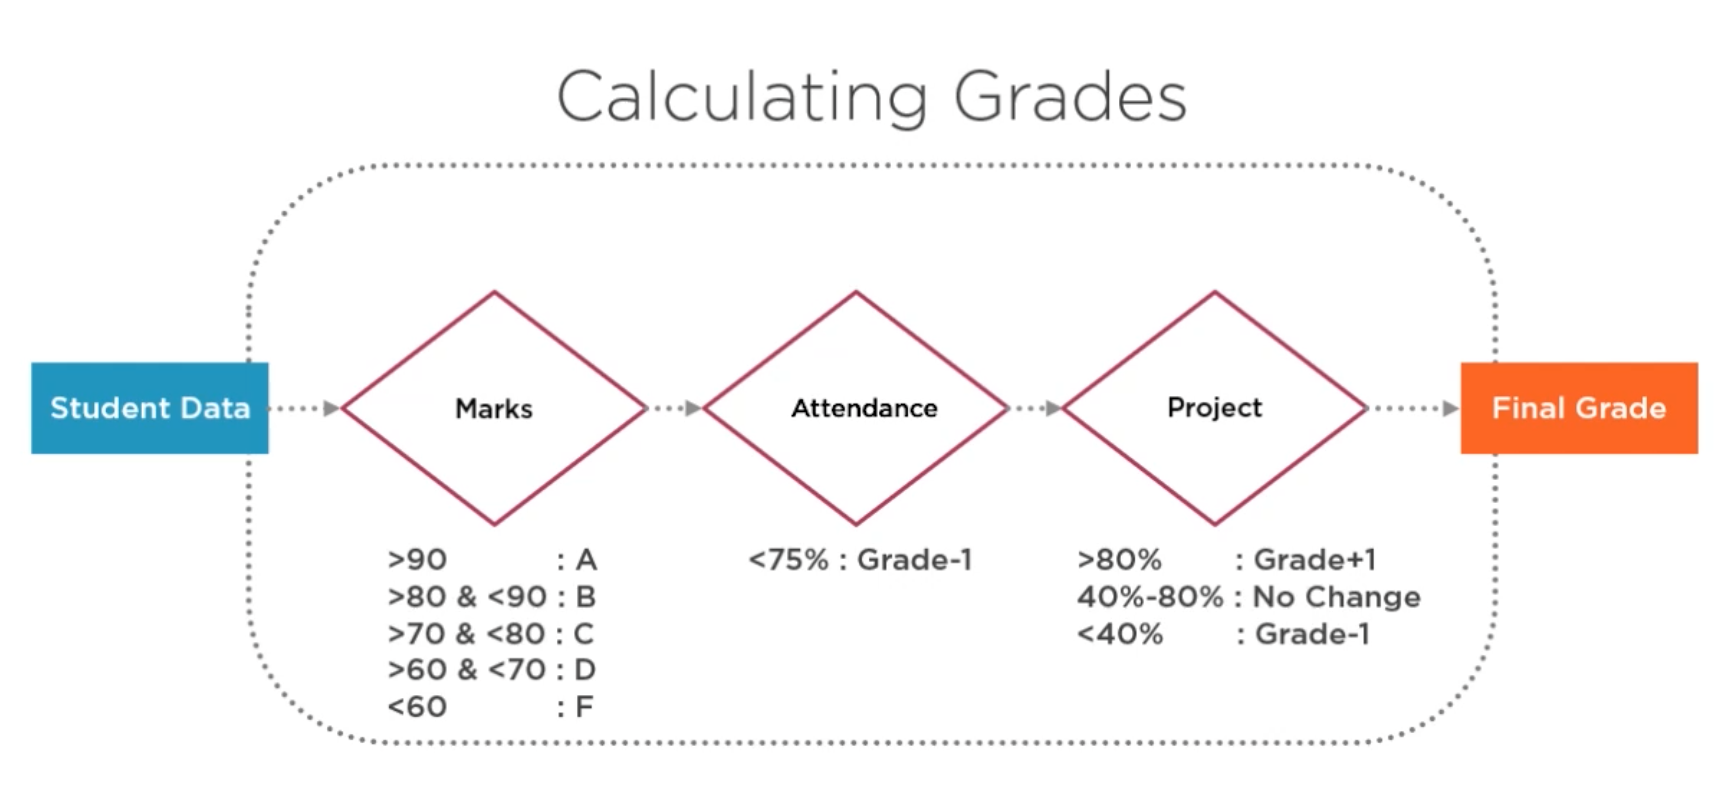 Calculating Grades
Student Data
Marks
Attendance
Project
Final Grade
>90 : A
>80 & <90 : B
>70 & <80 : C
>60 & <70 : D
<60 : F
<75% : Grade-1
>80% : Grade+1
40%-80% : No Change
<40% : Grade-1